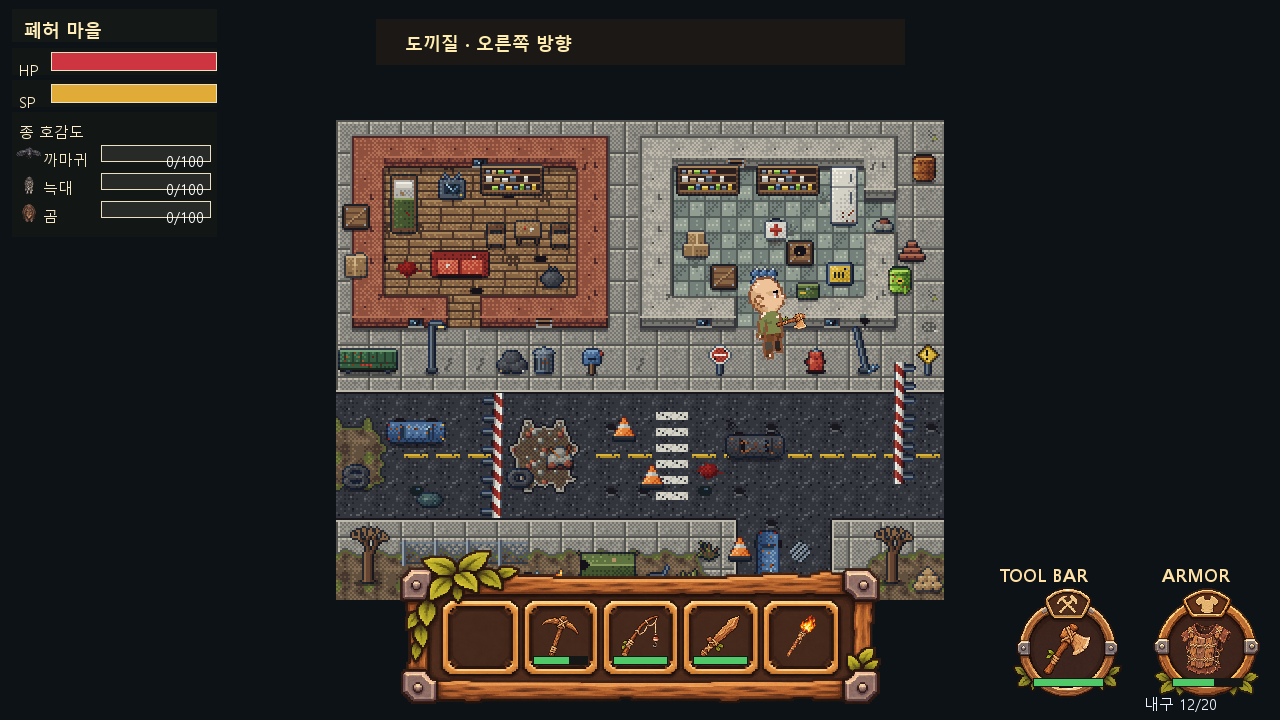 폐허 마을
도끼질 · 오른쪽 방향
HP
SP
종 호감도
까마귀 0/100
늑대 0/100
곰 0/100
TOOL BAR
ARMOR
내구 12/20